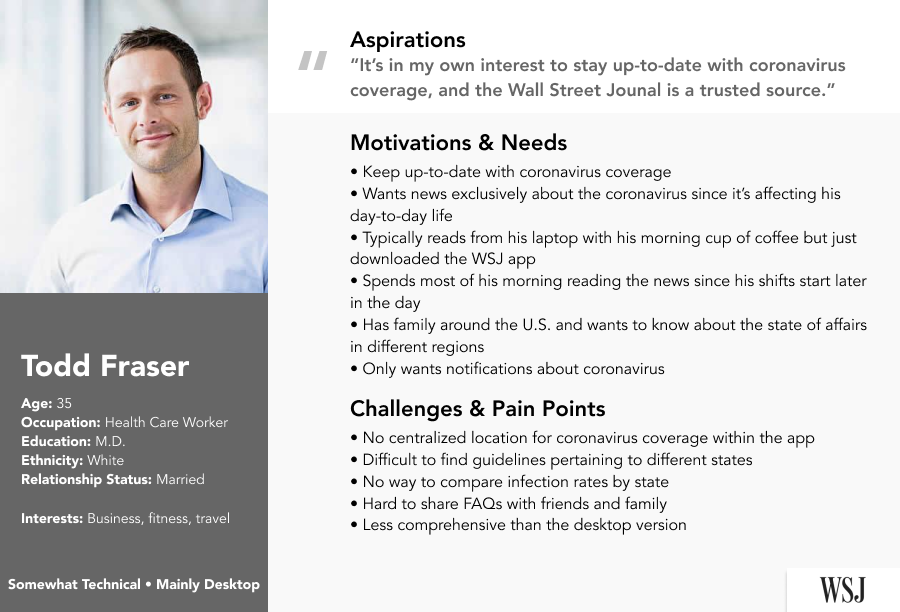 Aspirations
“It’s in my own interest to stay up-to-date with coronavirus
coverage, and the Wall Street Jounal is a trusted source.”
Motivations & Needs
• Keep up-to-date with coronavirus coverage
• Wants news exclusively about the coronavirus since it’s affecting his
day-to-day life
• Typically reads from his laptop with his morning cup of coffee but just
downloaded the WSJ app
• Spends most of his morning reading the news since his shifts start later
in the day
• Has family around the U.S. and wants to know about the state of affairs
in different regions
• Only wants notifications about coronavirus
Challenges & Pain Points
• No centralized location for coronavirus coverage within the app
• Difficult to find guidelines pertaining to different states
• No way to compare infection rates by state
• Hard to share FAQs with friends and family
• Less comprehensive than the desktop version
Todd Fraser
Age: 35
Occupation: Health Care Worker
Education: M.D.
Ethnicity: White
Relationship Status: Married
Interests: Business, fitness, travel
Somewhat Technical • Mainly Desktop
WSJ